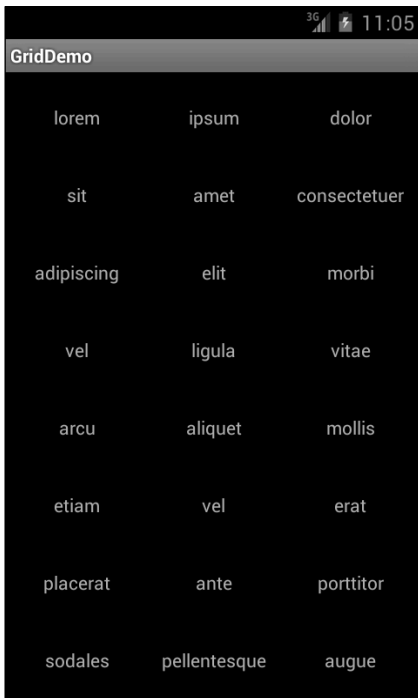 3G 11:05
GridDemo
lorem ipsum dolor
sit amet consectetuer
adipiscing elit morbi
vel ligula vitae
arcu aliquet mollis
etiam vel erat
placerat ante porttitor
sodales pellentesque augue